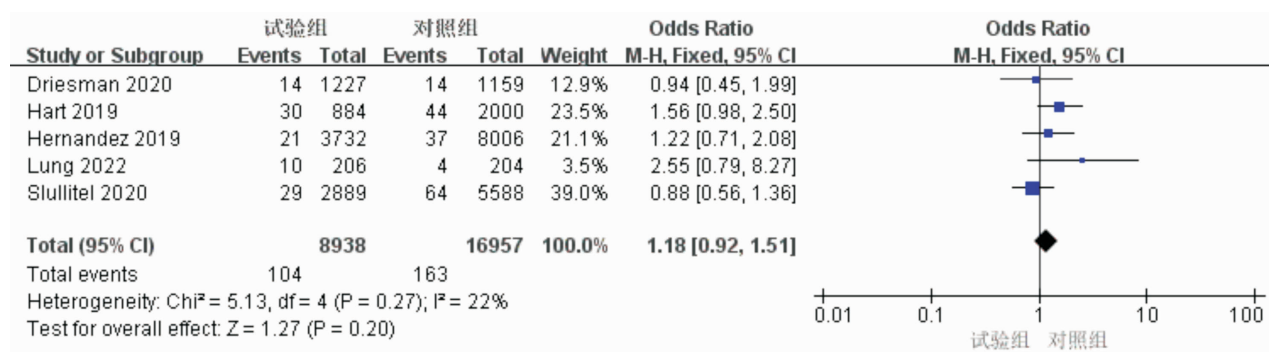 试验组 对照组 Odds Ratio Odds Ratio
Study or Subgroup Events Total Events Total Weight M-H, Fixed, 95% CI M-H, Fixed, 95% CI
Driesman 2020 14 1227 14 1159 12.9% 0.94 [0.45, 1.99]
Hart 2019 30 884 44 2000 23.5% 1.56 [0.98, 2.50]
Hernandez 2019 21 3732 37 8006 21.1% 1.22 [0.71, 2.08]
Lung 2022 10 206 4 204 3.5% 2.55 [0.79, 8.27]
Slullitel 2020 29 2889 64 5588 39.0% 0.88 [0.56, 1.36]
Total (95% CI) 8938 16957 100.0% 1.18 [0.92, 1.51]
Total events 104 163
Heterogeneity: Chi² = 5.13, df = 4 (P = 0.27); I² = 22%
Test for overall effect: Z = 1.27 (P = 0.20)
0.01 0.1 1 10 100
试验组 对照组